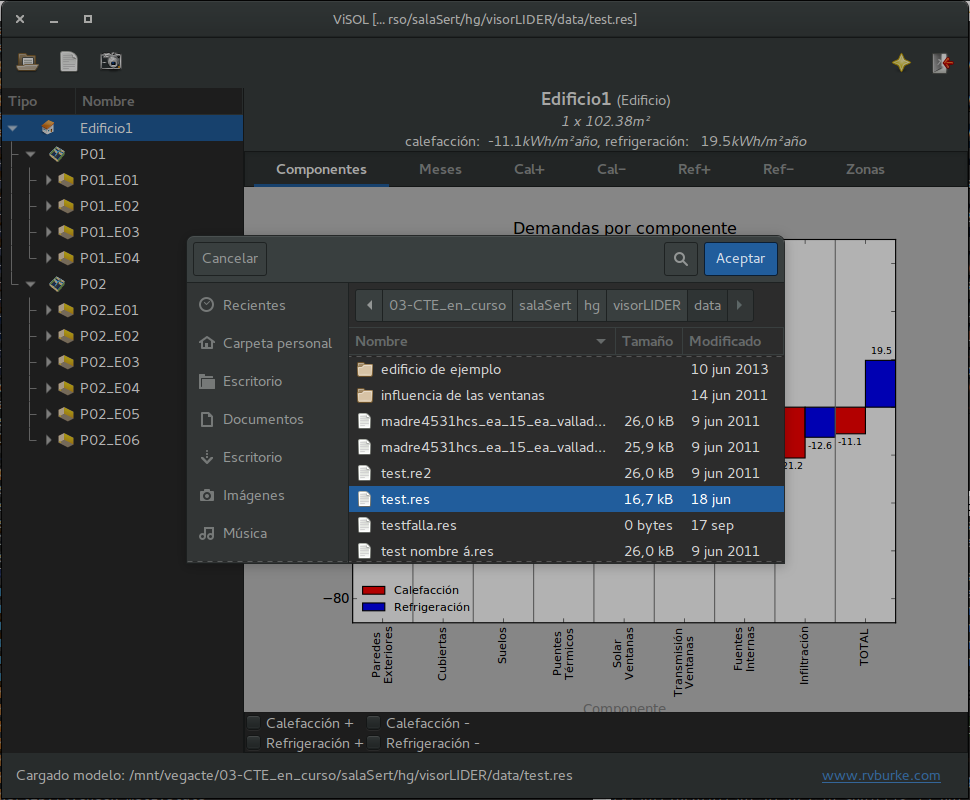 ViSOL [... rso/salaSert/hg/visorLIDER/data/test.res]
Tipo Nombre
Edificio1
P01
P01_E01
P01_E02
P01_E03
P01_E04
P02
P02_E01
P02_E02
P02_E03
P02_E04
P02_E05
P02_E06
Edificio1 (Edificio)
1 x 102.38m²
calefacción: -11.1kWh/m²año, refrigeración: 19.5kWh/m²año
Componentes Meses Cal+ Cal− Ref+ Ref− Zonas
Demandas por componente
Cancelar Aceptar
Recientes
Carpeta personal
Escritorio
Documentos
Escritorio
Imágenes
Música
03-CTE_en_curso salaSert hg visorLIDER data
Nombre Tamaño Modificado
edificio de ejemplo 10 jun 2013
influencia de las ventanas 14 jun 2011
madre4531hcs_ea_15_ea_vallad... 26,0 kB 9 jun 2011
madre4531hcs_ea_15_ea_vallad... 25,9 kB 9 jun 2011
test.re2 26,0 kB 9 jun 2011
test.res 16,7 kB 18 jun
testfalla.res 0 bytes 17 sep
test nombre á.res 26,0 kB 9 jun 2011
19.5
-12.6
-11.1
21.2
−80
Calefacción
Refrigeración
Paredes
Exteriores
Cubiertas
Suelos
Puentes
Térmicos
Solar
Ventanas
Transmisión
Ventanas
Fuentes
Internas
Infiltración
TOTAL
Componente
Calefacción + Calefacción -
Refrigeración + Refrigeración -
Cargado modelo: /mnt/vegacte/03-CTE_en_curso/salaSert/hg/visorLIDER/data/test.res
www.rvburke.com